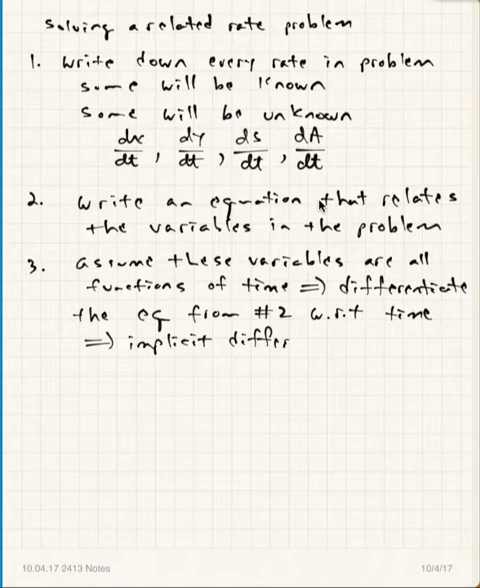 Solving a related rate problem
1. Write down every rate in problem
some will be known
some will be unknown
dx/dt, dy/dt, ds/dt, dA/dt
2. write an equation that relates
the variables in the problem
3. assume these variables are all
functions of time => differentiate
the eq from #2 w.r.t time
=> implicit differ
10.04.17 2413 Notes
10/4/17